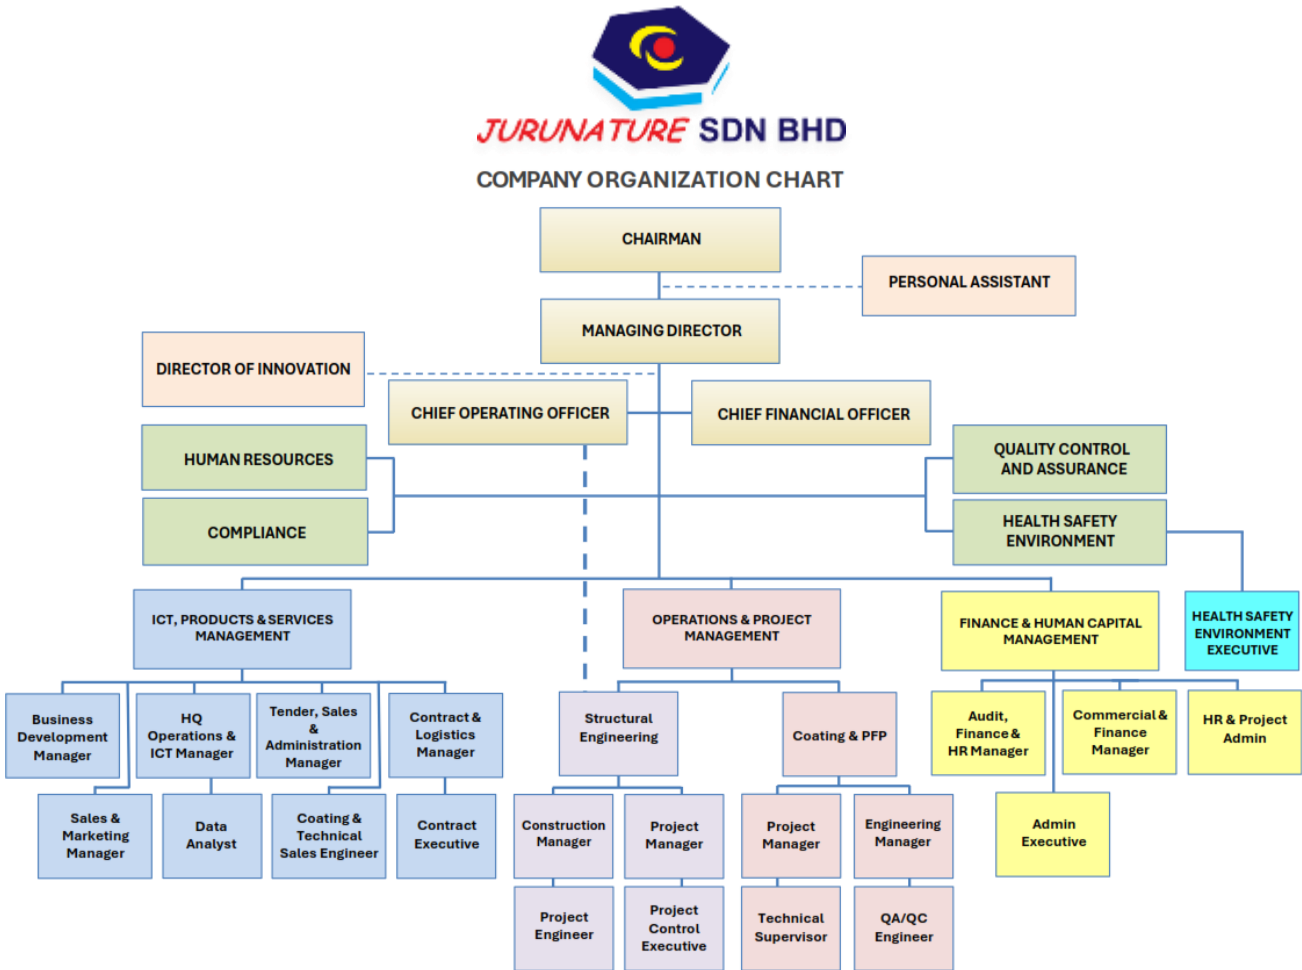 JURUNATURE SDN BHD
COMPANY ORGANIZATION CHART
CHAIRMAN
PERSONAL ASSISTANT
MANAGING DIRECTOR
DIRECTOR OF INNOVATION
CHIEF OPERATING OFFICER
CHIEF FINANCIAL OFFICER
HUMAN RESOURCES
QUALITY CONTROL
AND ASSURANCE
COMPLIANCE
HEALTH SAFETY
ENVIRONMENT
ICT, PRODUCTS & SERVICES
MANAGEMENT
OPERATIONS & PROJECT
MANAGEMENT
FINANCE & HUMAN CAPITAL
MANAGEMENT
HEALTH SAFETY
ENVIRONMENT
EXECUTIVE
Business
Development
Manager
HQ
Operations &
ICT Manager
Tender, Sales
&
Administration
Manager
Contract &
Logistics
Manager
Structural
Engineering
Coating & PFP
Audit,
Finance &
HR Manager
Commercial &
Finance
Manager
HR & Project
Admin
Sales &
Marketing
Manager
Data
Analyst
Coating &
Technical
Sales Engineer
Contract
Executive
Construction
Manager
Project
Manager
Project
Manager
Engineering
Manager
Admin
Executive
Project
Engineer
Project
Control
Executive
Technical
Supervisor
QA/QC
Engineer